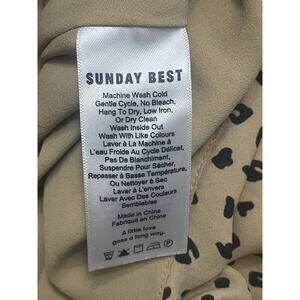 SUNDAY BEST
Machine Wash Cold
Gentle Cycle, No Bleach,
Hang To Dry, Low Iron,
Or Dry Clean
Wash Inside Out
Wash With Like Colours
Laver À La Machine À
L'eau Froide Au Cycle Délicat,
Pas De Blanchiment,
Suspendre Pour Sécher,
Repasser À Basse Température,
Ou Nettoyer À Sec
Laver À L'envers
Laver Avec Des Couleurs
Semblables
Made in China
Fabriqué en Chine
A little love
goes a long way.